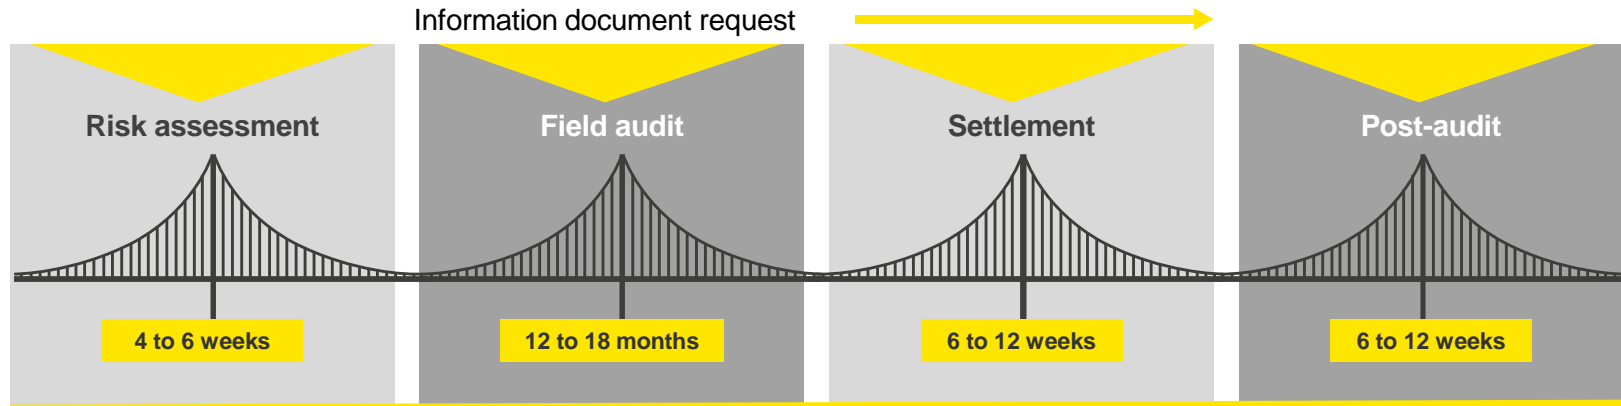 Information document request
Risk assessment
Field audit
Settlement
Post-audit
4 to 6 weeks
12 to 18 months
6 to 12 weeks
6 to 12 weeks